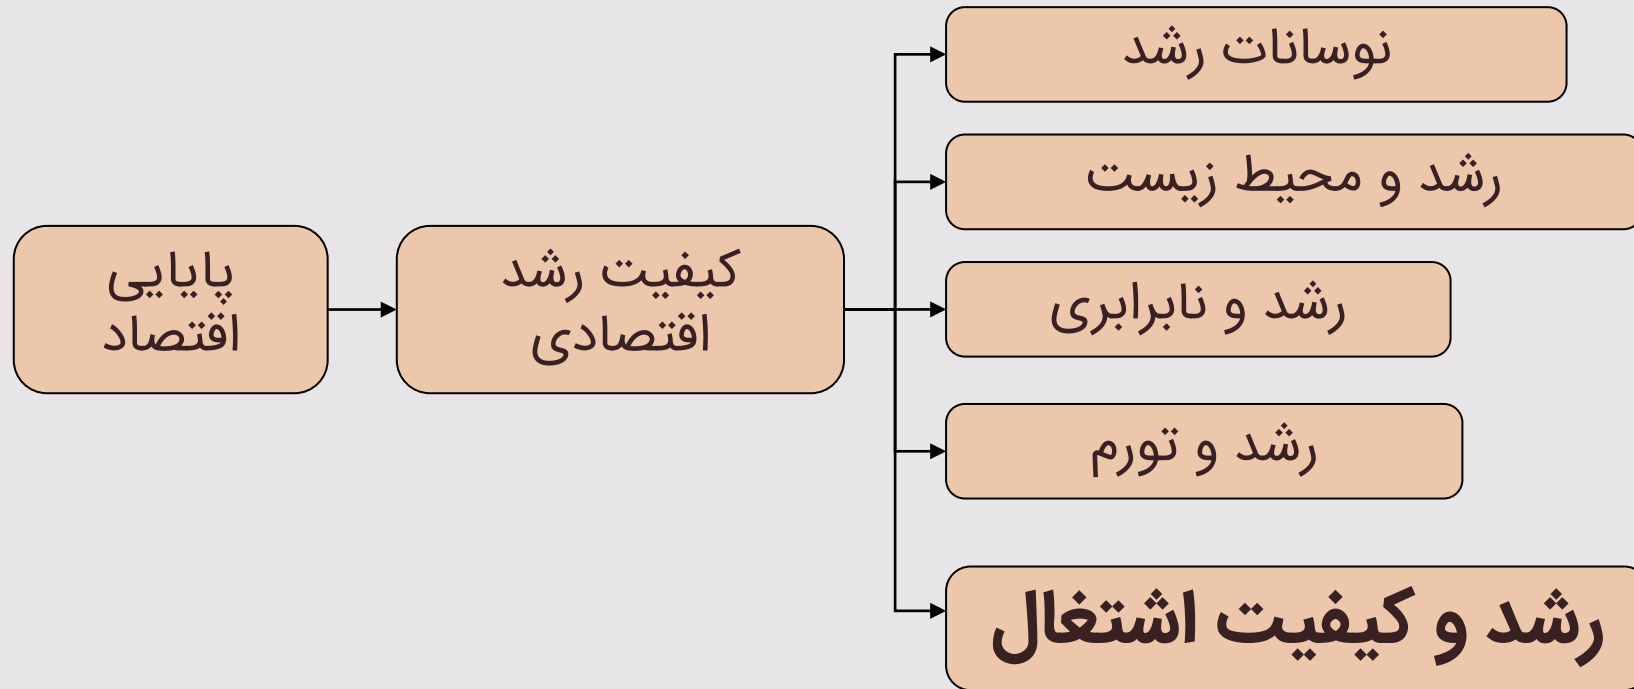 پایایی
اقتصاد
کیفیت رشد
اقتصادی
نوسانات رشد
رشد و محیط زیست
رشد و نابرابری
رشد و تورم
رشد و کیفیت اشتغال